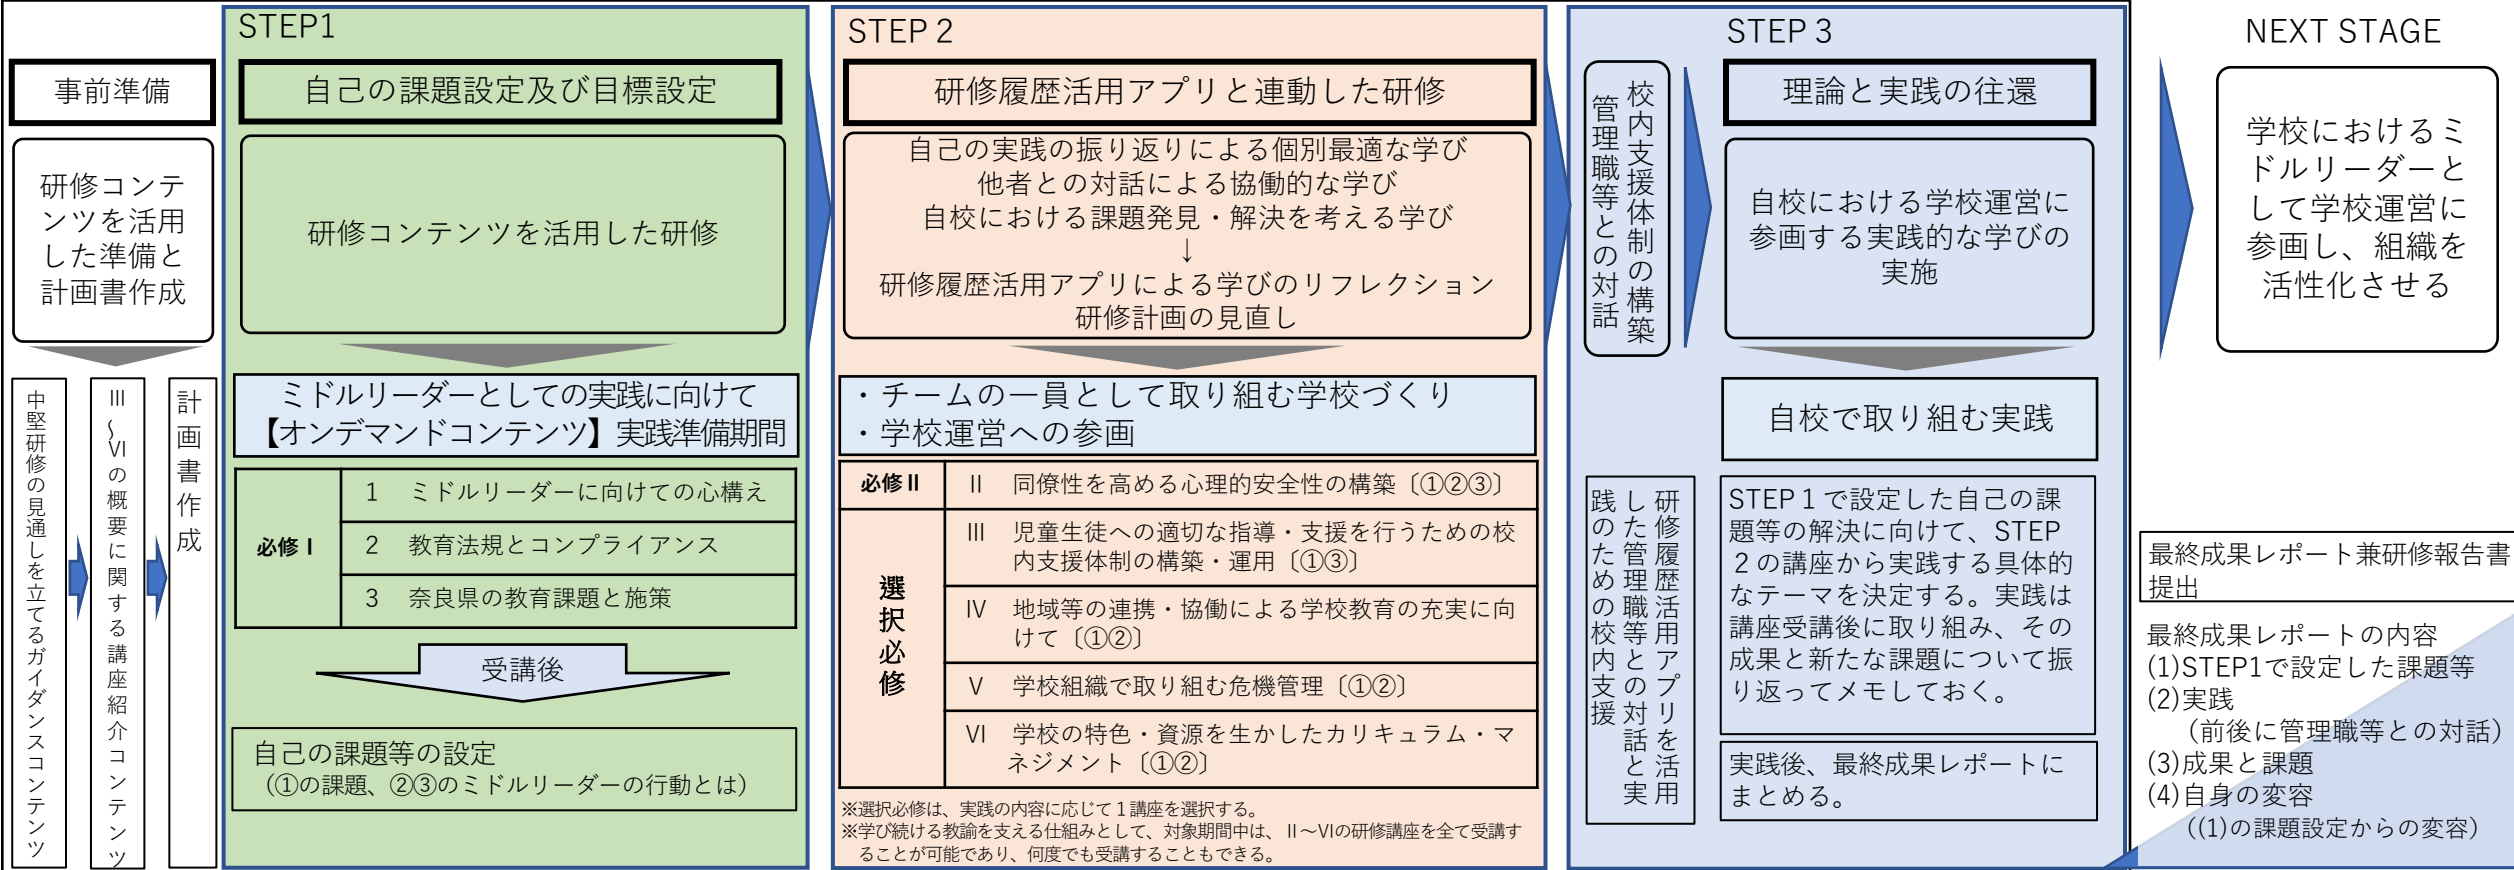 事前準備
研修コンテ
ンツを活用
した準備と
計画書作成
中堅研修の見通しを立てるガイダンスコンテンツ
Ⅲ～Ⅵの概要に関する講座紹介コンテンツ
計画書作成
STEP1
自己の課題設定及び目標設定
研修コンテンツを活用した研修
ミドルリーダーとしての実践に向けて
【オンデマンドコンテンツ】実践準備期間
必修Ⅰ
1 ミドルリーダーに向けての心構え
2 教育法規とコンプライアンス
3 奈良県の教育課題と施策
受講後
自己の課題等の設定
（①の課題、②③のミドルリーダーの行動とは）
STEP 2
研修履歴活用アプリと連動した研修
自己の実践の振り返りによる個別最適な学び
他者との対話による協働的な学び
自校における課題発見・解決を考える学び
↓
研修履歴活用アプリによる学びのリフレクション
研修計画の見直し
・チームの一員として取り組む学校づくり
・学校運営への参画
必修Ⅱ
Ⅱ 同僚性を高める心理的安全性の構築〔①②③〕
選択必修
Ⅲ 児童生徒への適切な指導・支援を行うための校
内支援体制の構築・運用〔①③〕
Ⅳ 地域等の連携・協働による学校教育の充実に向
けて〔①②〕
Ⅴ 学校組織で取り組む危機管理〔①②〕
Ⅵ 学校の特色・資源を生かしたカリキュラム・マ
ネジメント〔①②〕
※選択必修は、実践の内容に応じて１講座を選択する。
※学び続ける教諭を支える仕組みとして、対象期間中は、Ⅱ～Ⅵの研修講座を全て受講す
ることが可能であり、何度でも受講することもできる。
STEP 3
校内支援体制の構築
管理職等との対話
理論と実践の往還
自校における学校運営に
参画する実践的な学びの
実施
自校で取り組む実践
研修履歴活用アプリを活用
した管理職等との対話と実
践のための校内支援
STEP１で設定した自己の課
題等の解決に向けて、STEP
２の講座から実践する具体的
なテーマを決定する。実践は
講座受講後に取り組み、その
成果と新たな課題について振
り返ってメモしておく。
実践後、最終成果レポートに
まとめる。
NEXT STAGE
学校におけるミ
ドルリーダーと
して学校運営に
参画し、組織を
活性化させる
最終成果レポート兼研修報告書
提出
最終成果レポートの内容
(1)STEP1で設定した課題等
(2)実践
（前後に管理職等との対話）
(3)成果と課題
(4)自身の変容
（(1)の課題設定からの変容）